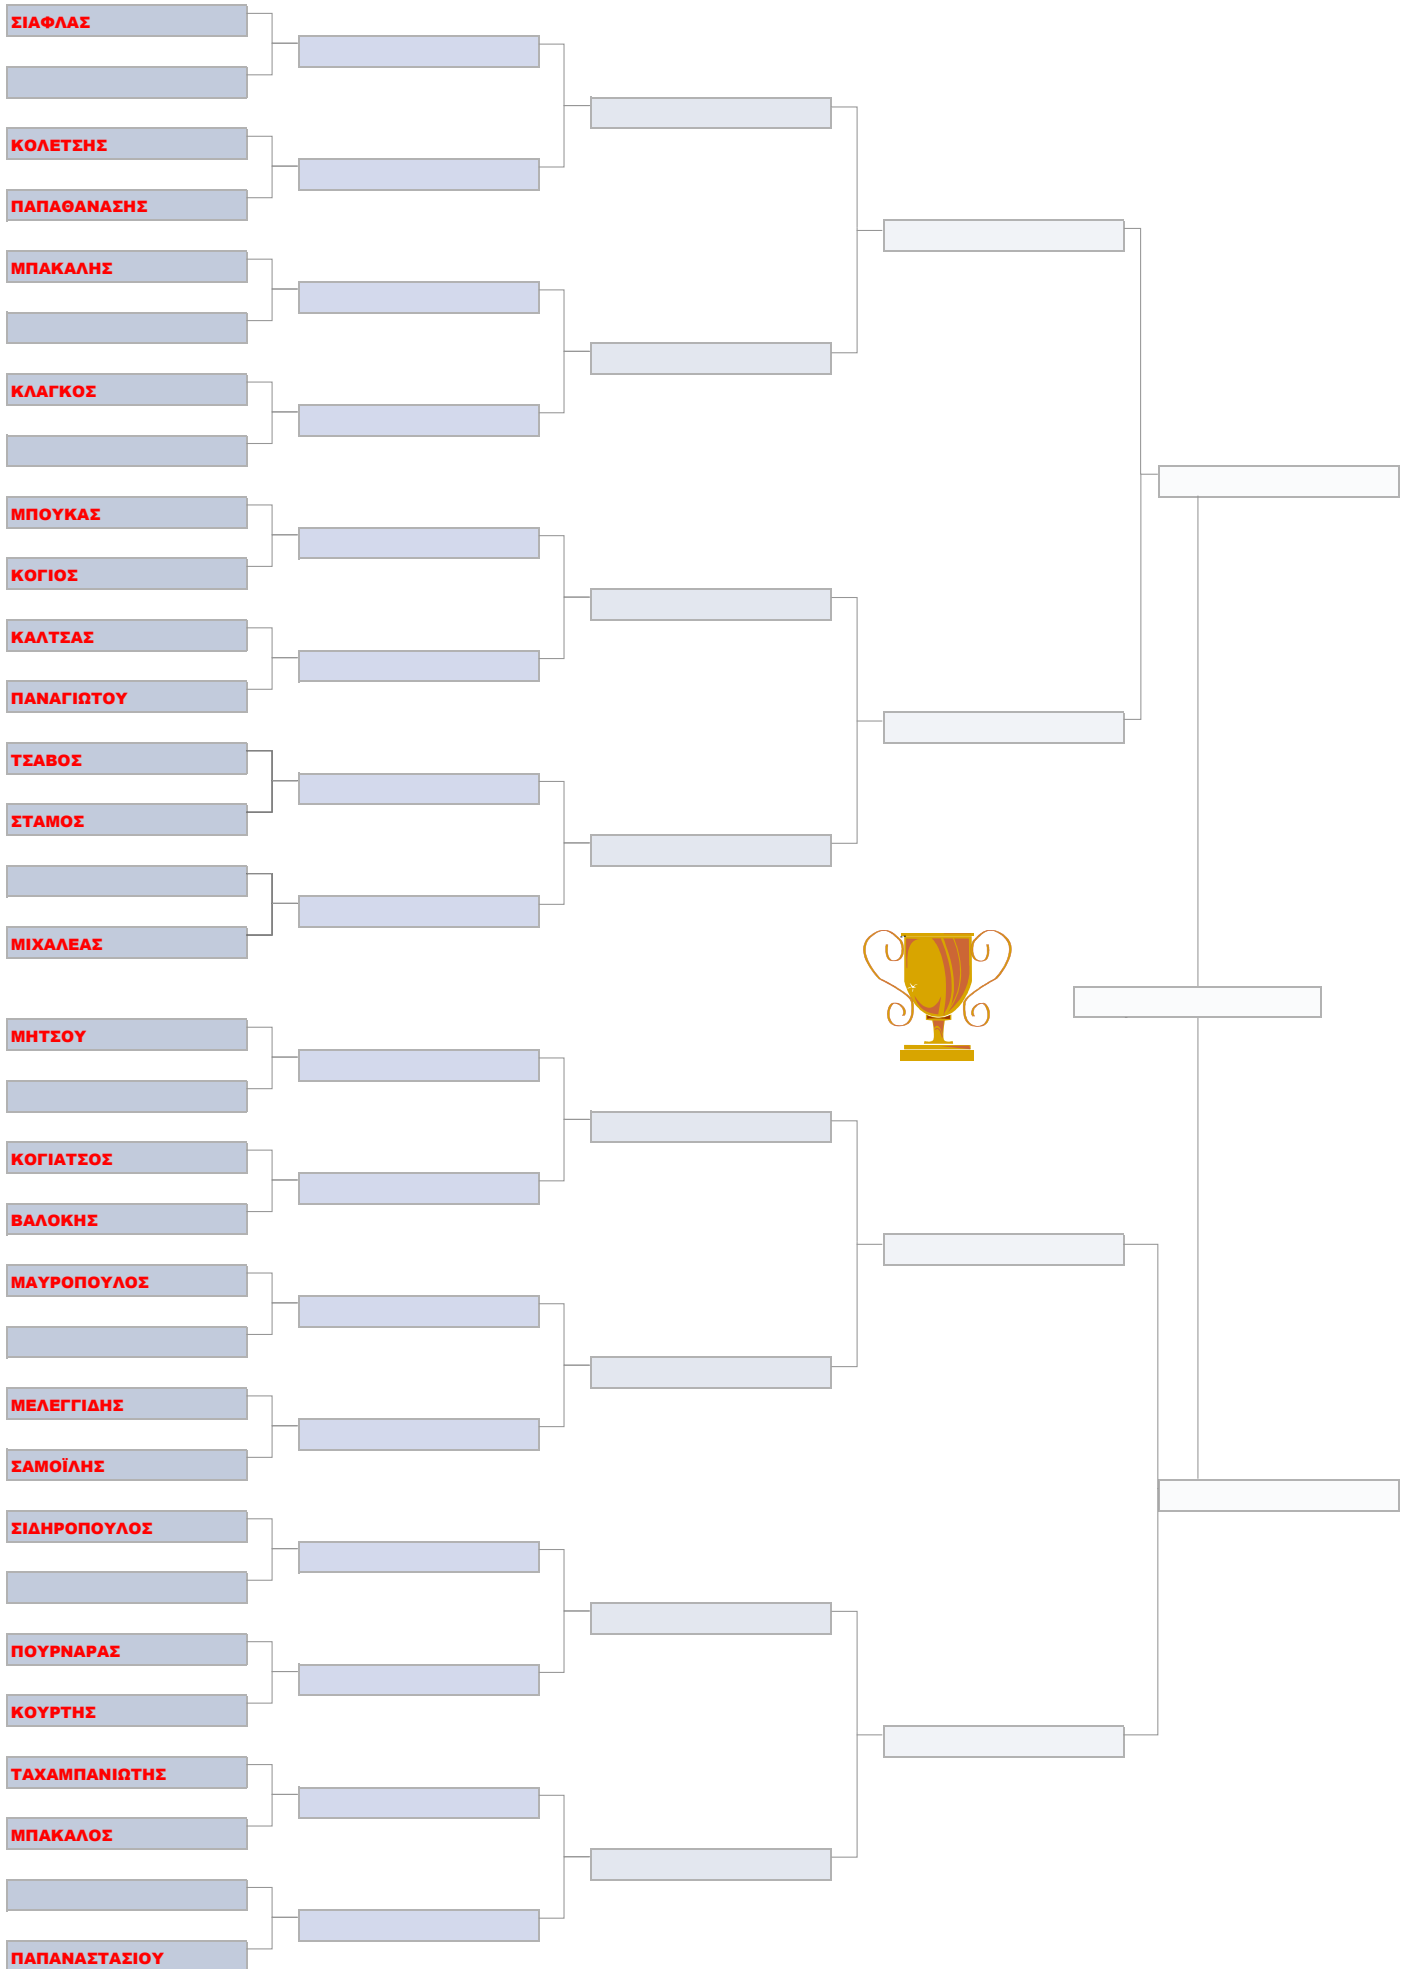 ΣΙΑΦΛΑΣ
ΚΟΛΕΤΣΗΣ
ΠΑΠΑΘΑΝΑΣΗΣ
ΜΠΑΚΑΛΗΣ
ΚΛΑΓΚΟΣ
ΜΠΟΥΚΑΣ
ΚΟΓΙΟΣ
ΚΑΛΤΣΑΣ
ΠΑΝΑΓΙΩΤΟΥ
ΤΣΑΒΟΣ
ΣΤΑΜΟΣ
ΜΙΧΑΛΕΑΣ
ΜΗΤΣΟΥ
ΚΟΓΙΑΤΣΟΣ
ΒΑΛΟΚΗΣ
ΜΑΥΡΟΠΟΥΛΟΣ
ΜΕΛΕΓΓΙΔΗΣ
ΣΑΜΟΪΛΗΣ
ΣΙΔΗΡΟΠΟΥΛΟΣ
ΠΟΥΡΝΑΡΑΣ
ΚΟΥΡΤΗΣ
ΤΑΧΑΜΠΑΝΙΩΤΗΣ
ΜΠΑΚΑΛΟΣ
ΠΑΠΑΝΑΣΤΑΣΙΟΥ